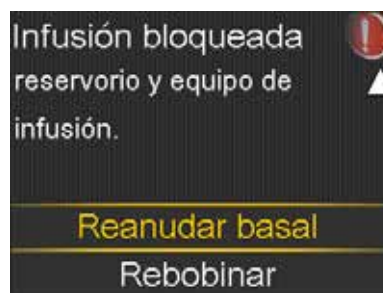 Infusión bloqueada
reservorio y equipo de
infusión.
Reanudar basal
Rebobinar